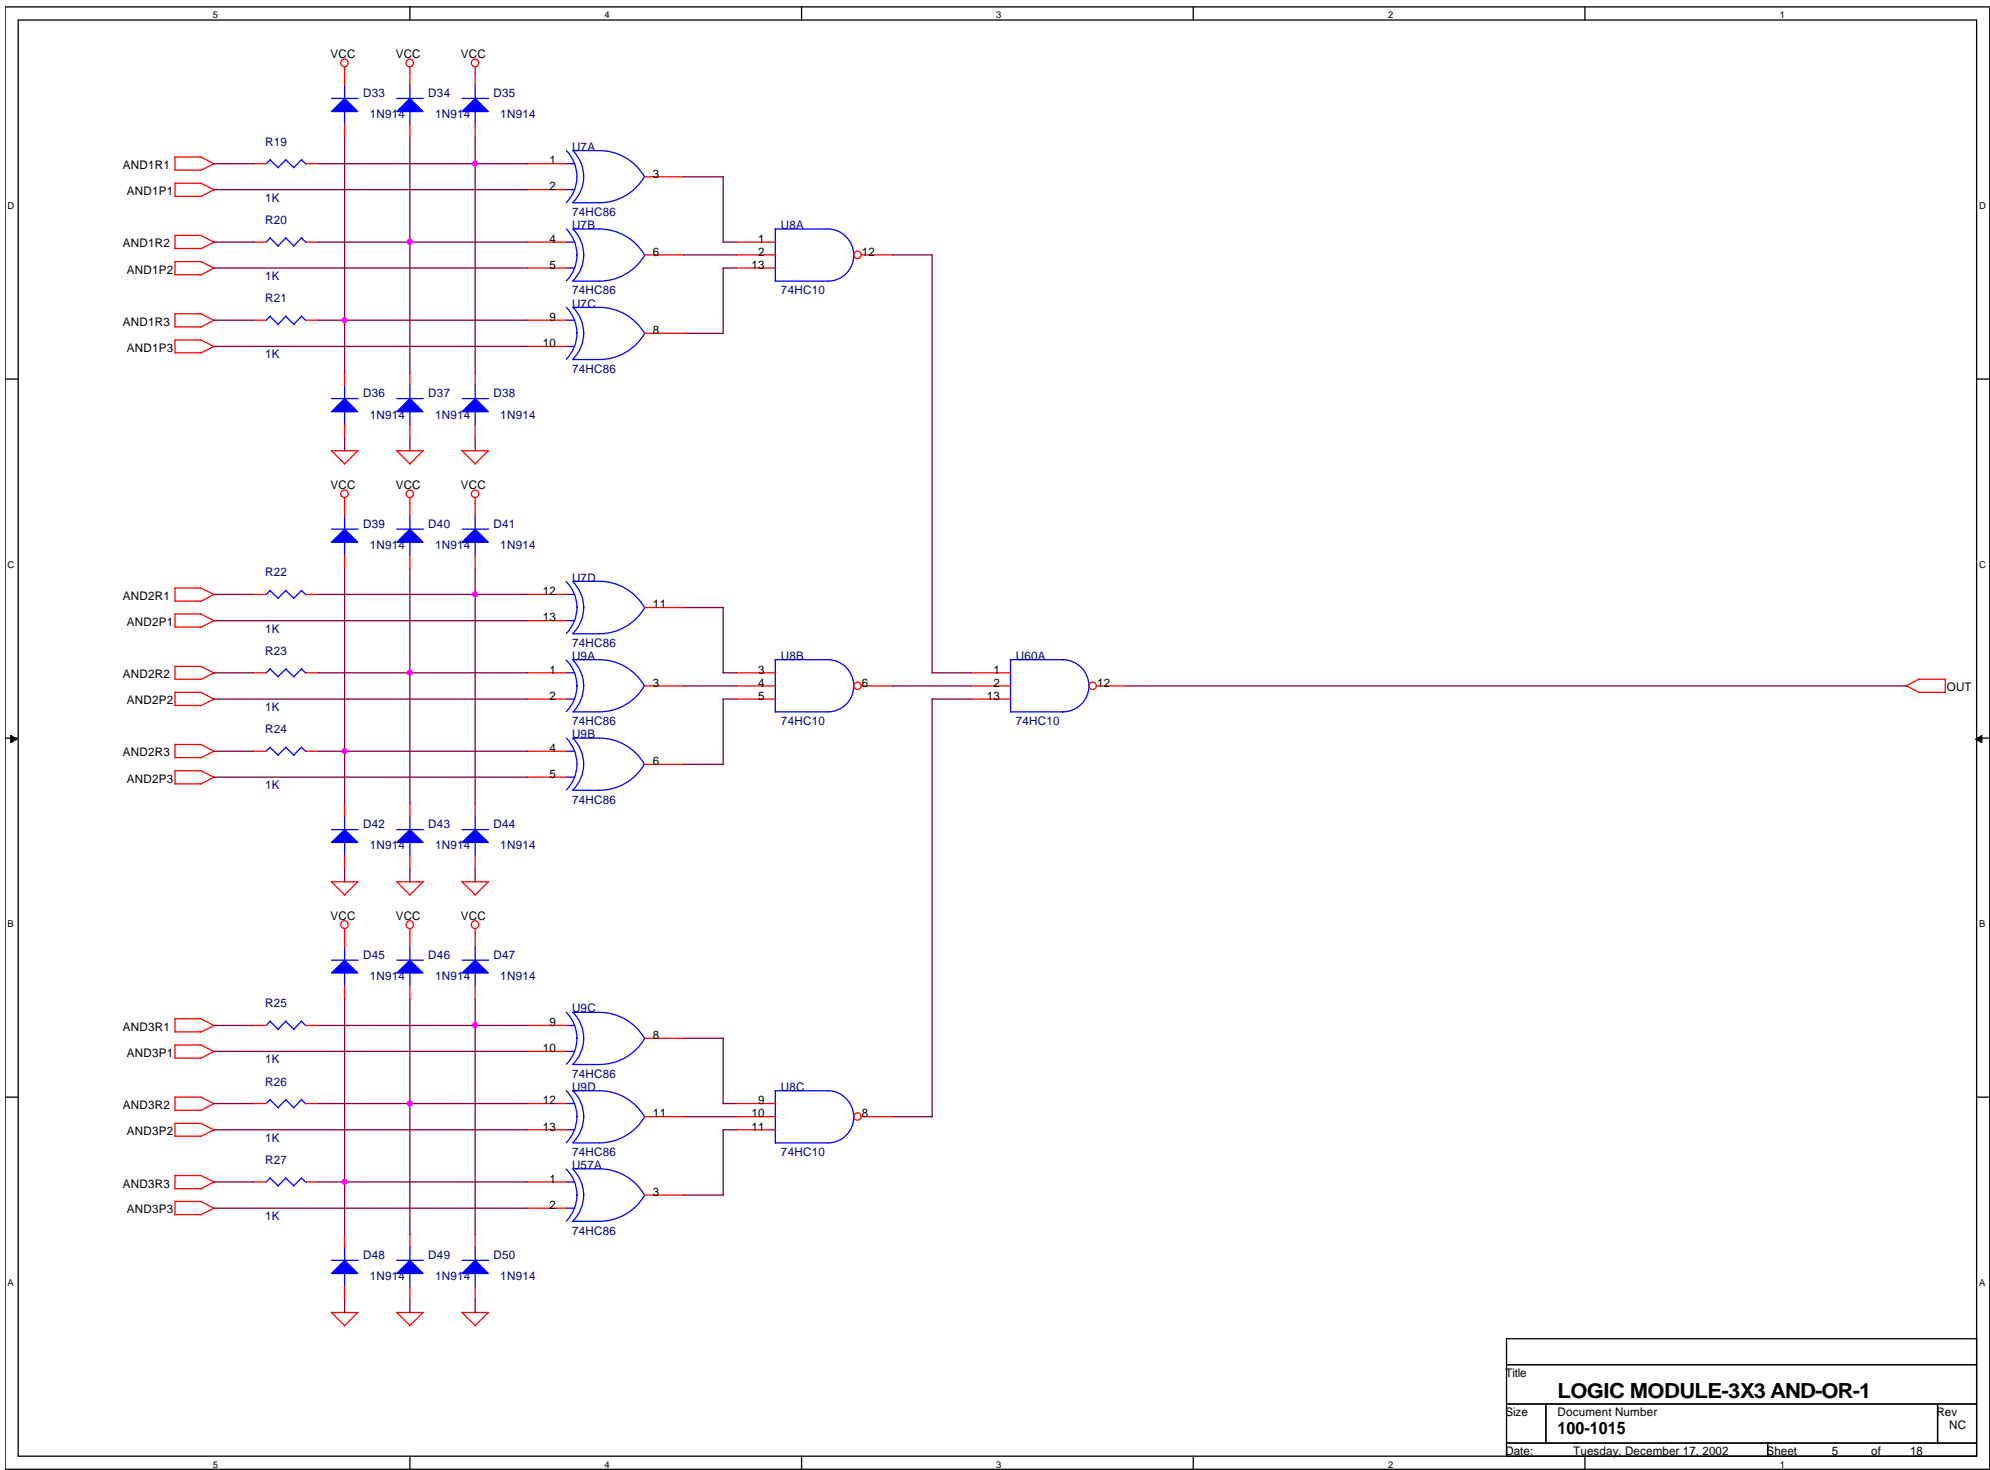 5 4 3 2 1
VCC VCC VCC
D33 D34 D35
1N914 1N914 1N914
R19
U7A
AND1R1 1
3
AND1P1 2
1K
74HC86
D D
R20
U7B
U8A
AND1R2 4
1
6 2 12
AND1P2 5
13
1K
74HC86
74HC10
R21
U7C
AND1R3 9
8
AND1P3 10
1K
74HC86
D36 D37 D38
1N914 1N914 1N914
VCC VCC VCC
D39 D40 D41
1N914 1N914 1N914
C C
R22
U7D
AND2R1 12
11
AND2P1 13
1K
74HC86
R23
U9A
U8B
U60A
AND2R2 1
3 1
3 4 6 2 12 OUT
AND2P2 2
5 13
1K
74HC86
74HC10 74HC10
R24
U9B
AND2R3 4
6
AND2P3 5
1K
74HC86
D42 D43 D44
1N914 1N914 1N914
VCC VCC VCC
B B
D45 D46 D47
1N914 1N914 1N914
R25
U9C
AND3R1 9
8
AND3P1 10
1K
74HC86
R26
U9D
U8C
AND3R2 12
9
11 10 8
AND3P2 13
11
1K
74HC86
74HC10
R27
U57A
AND3R3 1
3
AND3P3 2
1K
74HC86
D48 D49 D50
1N914 1N914 1N914
A A
Title
LOGIC MODULE-3X3 AND-OR-1
Size Document Number Rev
100-1015 NC
Date: Tuesday, December 17, 2002 Sheet 5 of 18
5 4 3 2 1